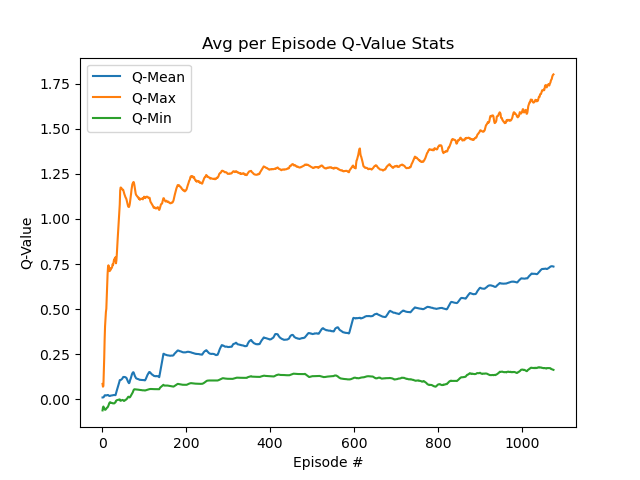 Avg per Episode Q-Value Stats
Q-Mean
Q-Max
Q-Min
1.75
1.50
1.25
1.00
0.75
0.50
0.25
0.00
Q-Value
0 200 400 600 800 1000
Episode #